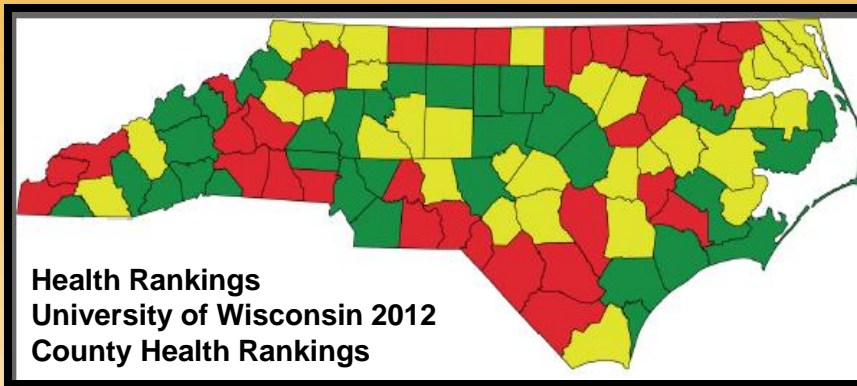 Health Rankings
University of Wisconsin 2012
County Health Rankings